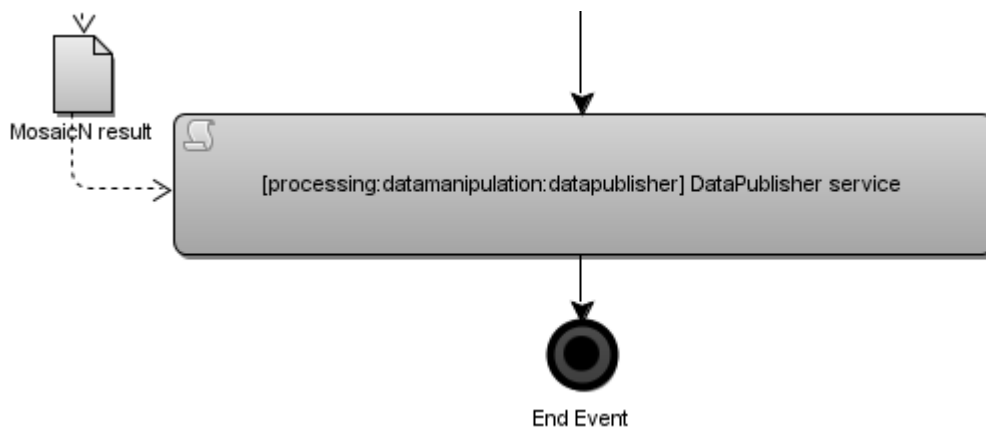 MosaicN result
[processing:datamanipulation:datapublisher] DataPublisher service
End Event